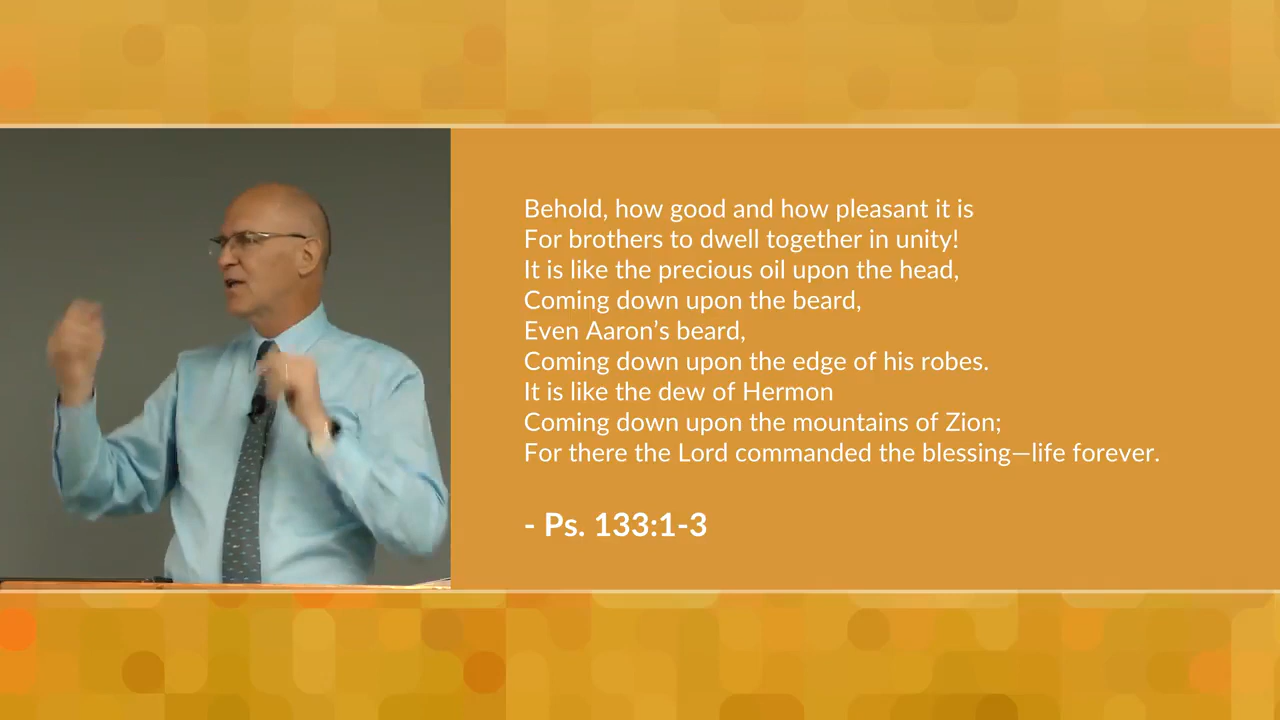 Behold, how good and how pleasant it is
For brothers to dwell together in unity!
It is like the precious oil upon the head,
Coming down upon the beard,
Even Aaron’s beard,
Coming down upon the edge of his robes.
It is like the dew of Hermon
Coming down upon the mountains of Zion;
For there the Lord commanded the blessing—life forever.
- Ps. 133:1-3